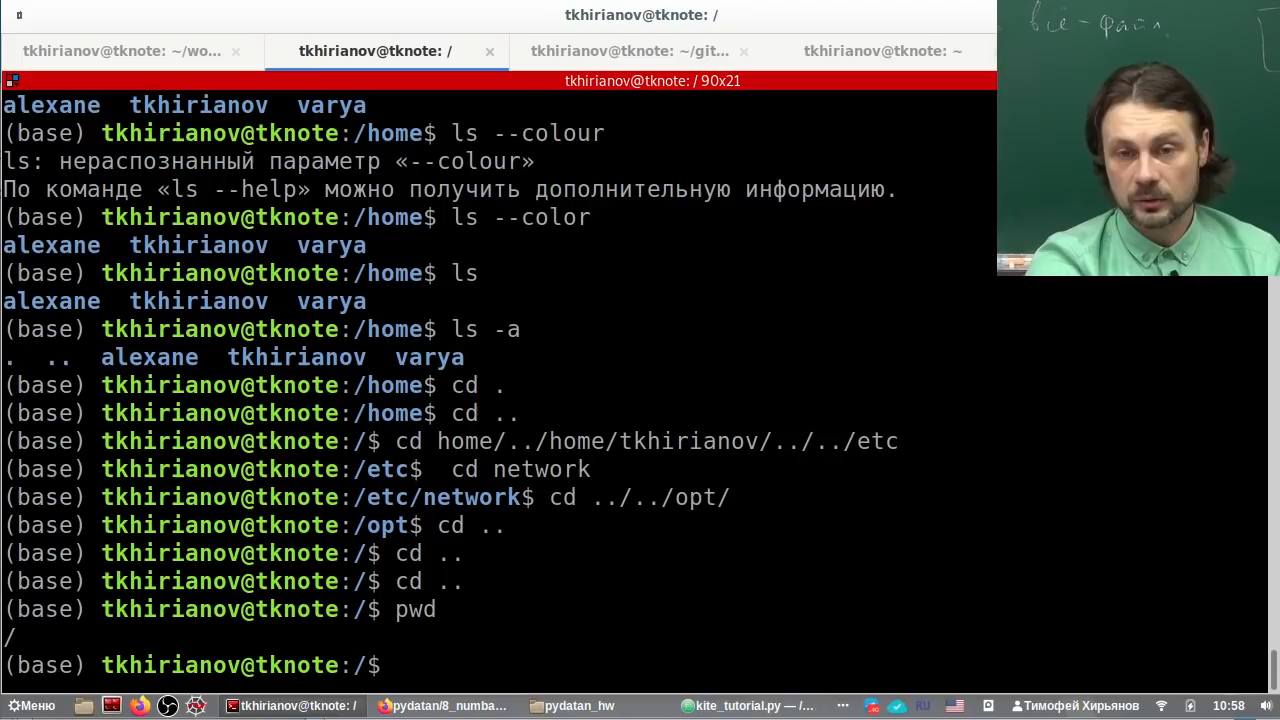 tkhirianov@tknote: /
tkhirianov@tknote: ~/wo... × tkhirianov@tknote: / × tkhirianov@tknote: ~/git... × tkhirianov@tknote: ~
tkhirianov@tknote: / 90x21
alexane tkhirianov varya
(base) tkhirianov@tknote:/home$ ls --colour
ls: нераспознанный параметр «--colour»
По команде «ls --help» можно получить дополнительную информацию.
(base) tkhirianov@tknote:/home$ ls --color
alexane tkhirianov varya
(base) tkhirianov@tknote:/home$ ls
alexane tkhirianov varya
(base) tkhirianov@tknote:/home$ ls -a
. .. alexane tkhirianov varya
(base) tkhirianov@tknote:/home$ cd .
(base) tkhirianov@tknote:/home$ cd ..
(base) tkhirianov@tknote:/$ cd home/../home/tkhirianov/../../etc
(base) tkhirianov@tknote:/etc$ cd network
(base) tkhirianov@tknote:/etc/network$ cd ../../opt/
(base) tkhirianov@tknote:/opt$ cd ..
(base) tkhirianov@tknote:/$ cd ..
(base) tkhirianov@tknote:/$ cd ..
(base) tkhirianov@tknote:/$ pwd
/
(base) tkhirianov@tknote:/$
всё - файл.
Меню tkhirianov@tknote: / pydatan/8_numba... pydatan_hw kite_tutorial.py — /... ··· RU Тимофей Хирьянов 10:58